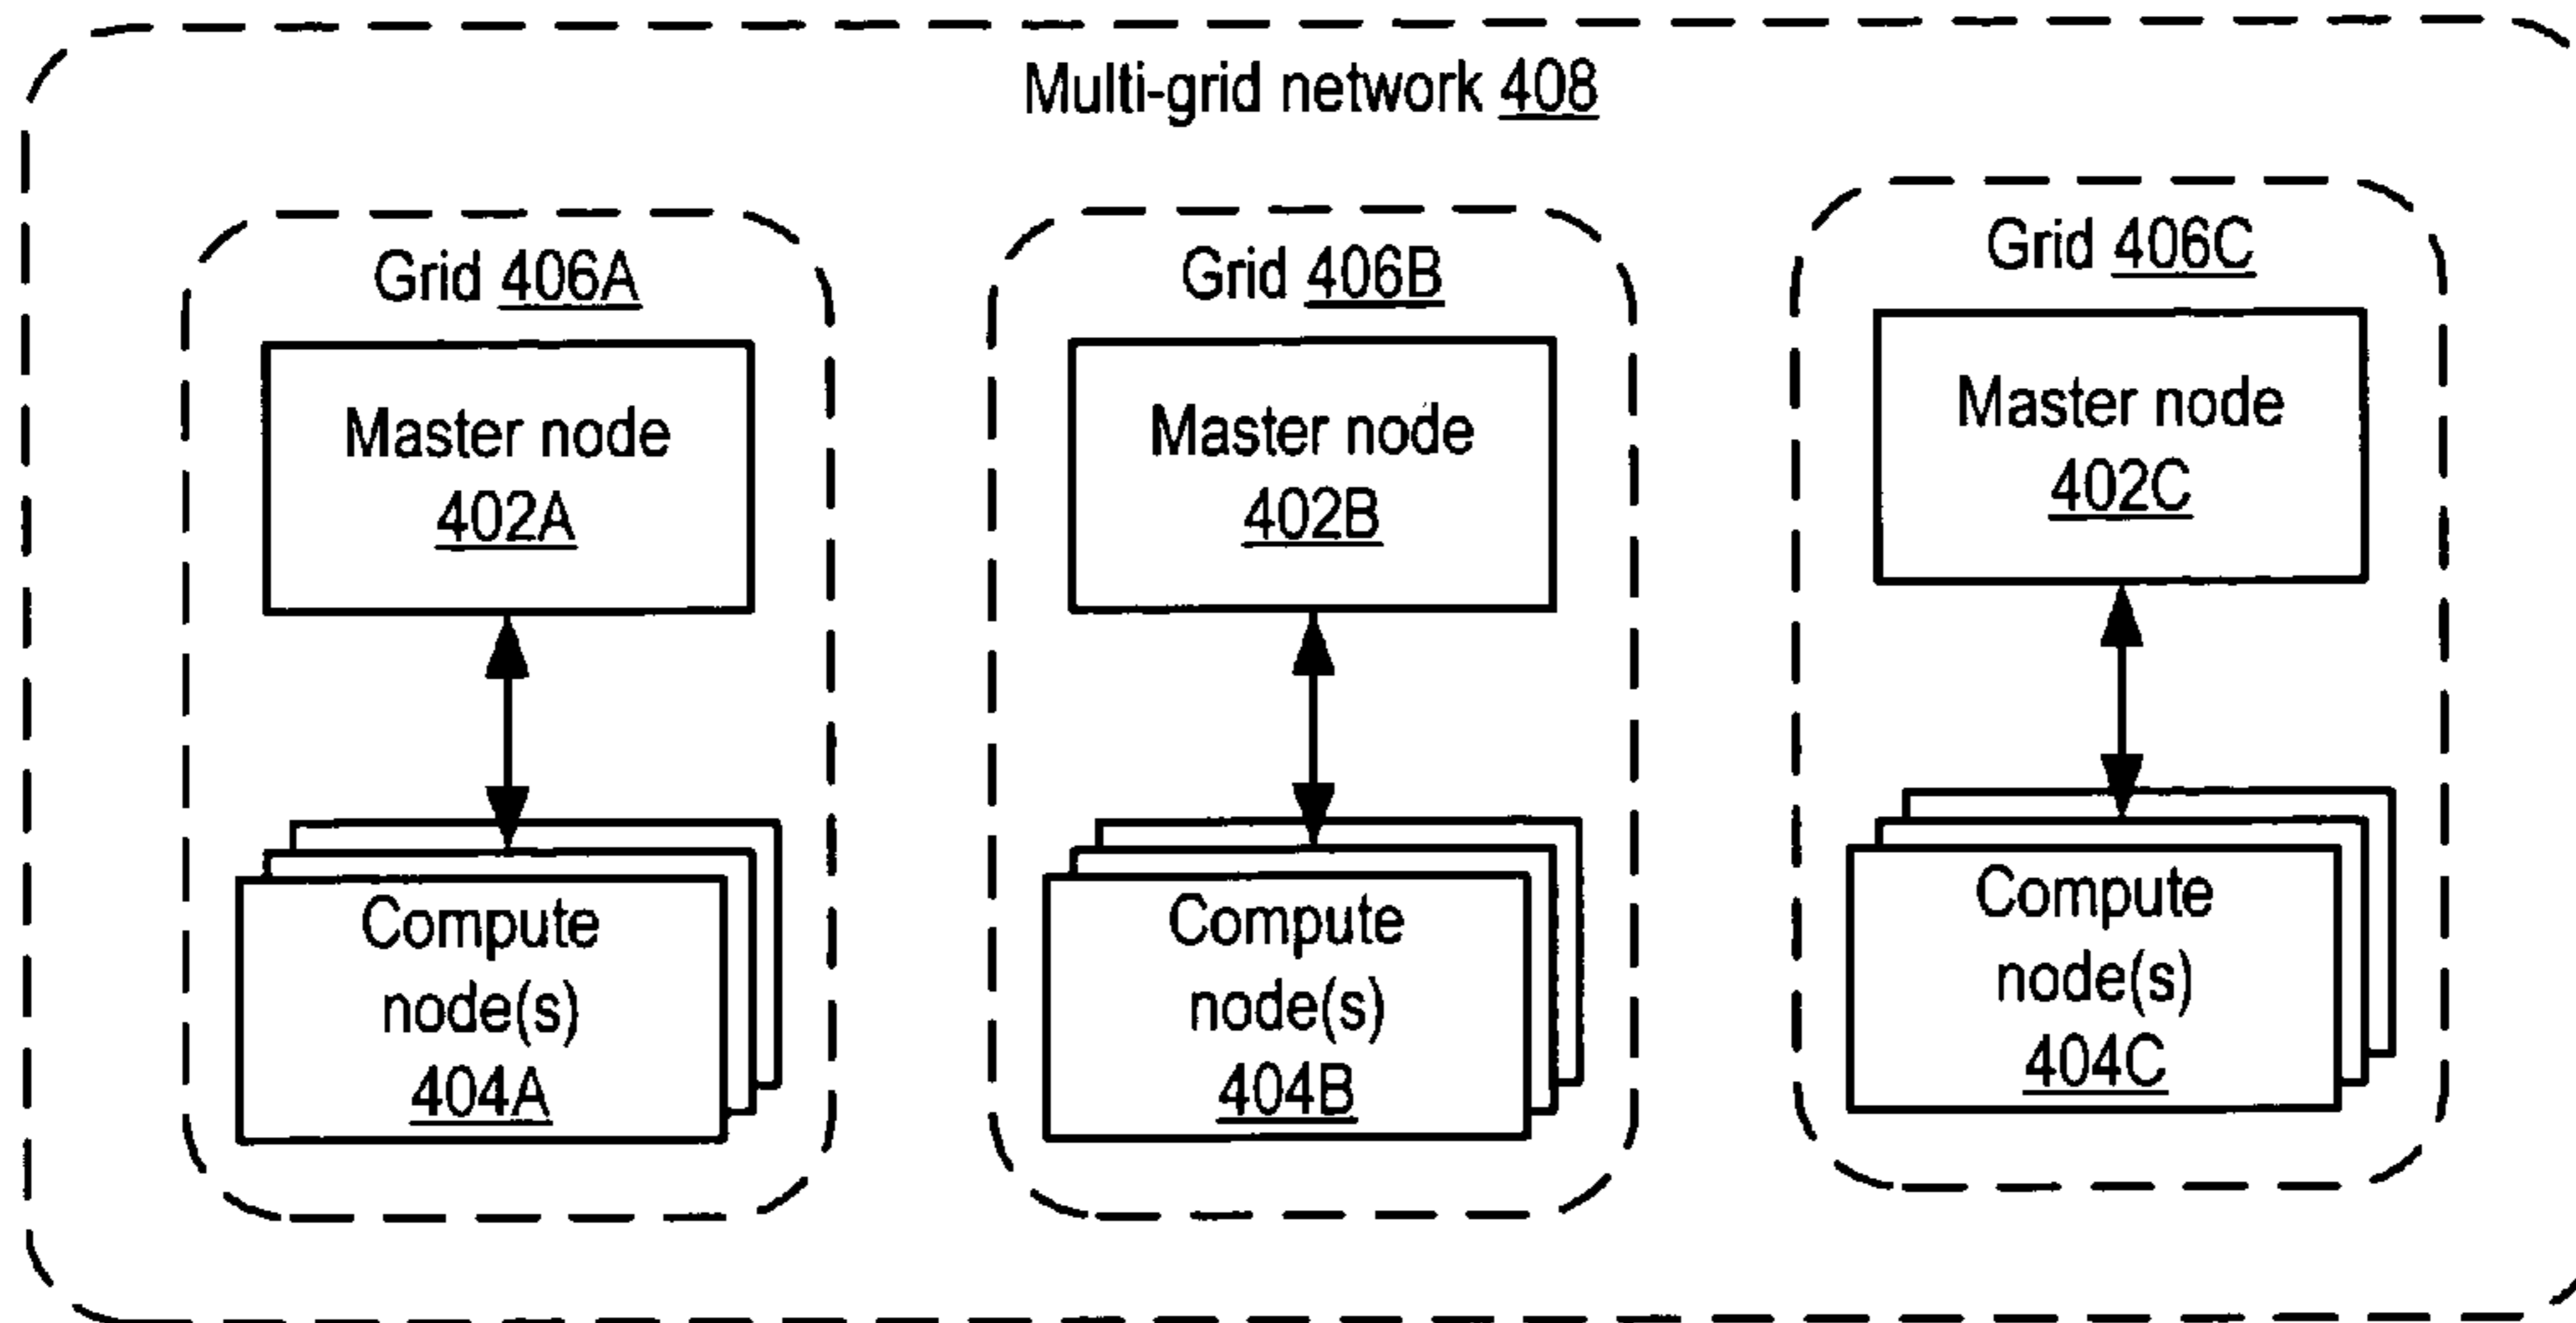 Multi-grid network 408
Grid 406A
Master node
402A
Compute
node(s)
404A
Grid 406B
Master node
402B
Compute
node(s)
404B
Grid 406C
Master node
402C
Compute
node(s)
404C